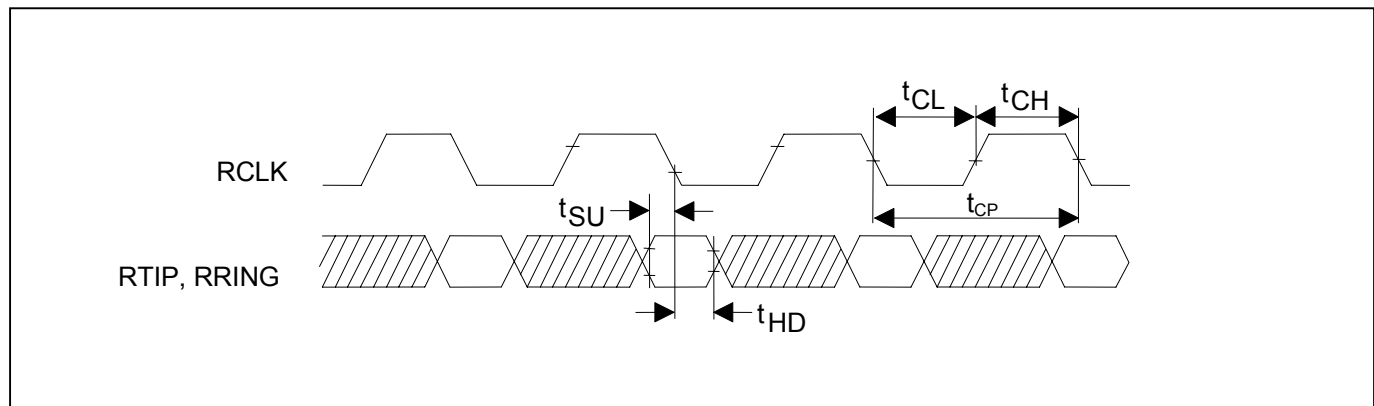 tCL
tCH
RCLK
tCP
tSU
RTIP, RRING
tHD